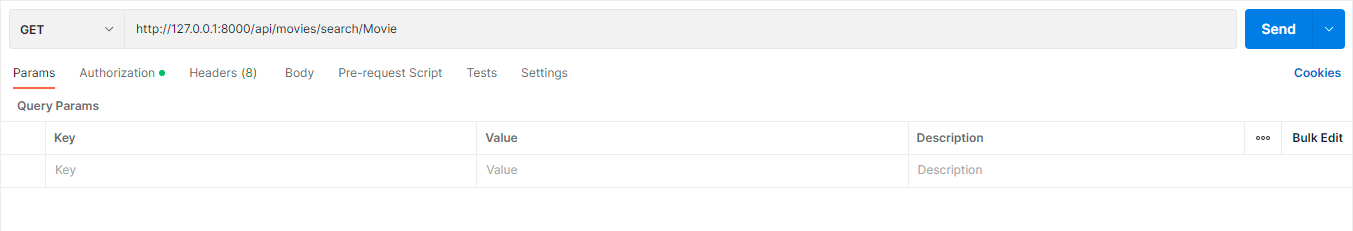 GET http://127.0.0.1:8000/api/movies/search/Movie Send
Params Authorization Headers (8) Body Pre-request Script Tests Settings Cookies
Query Params
Key Value Description ooo Bulk Edit
Key Value Description